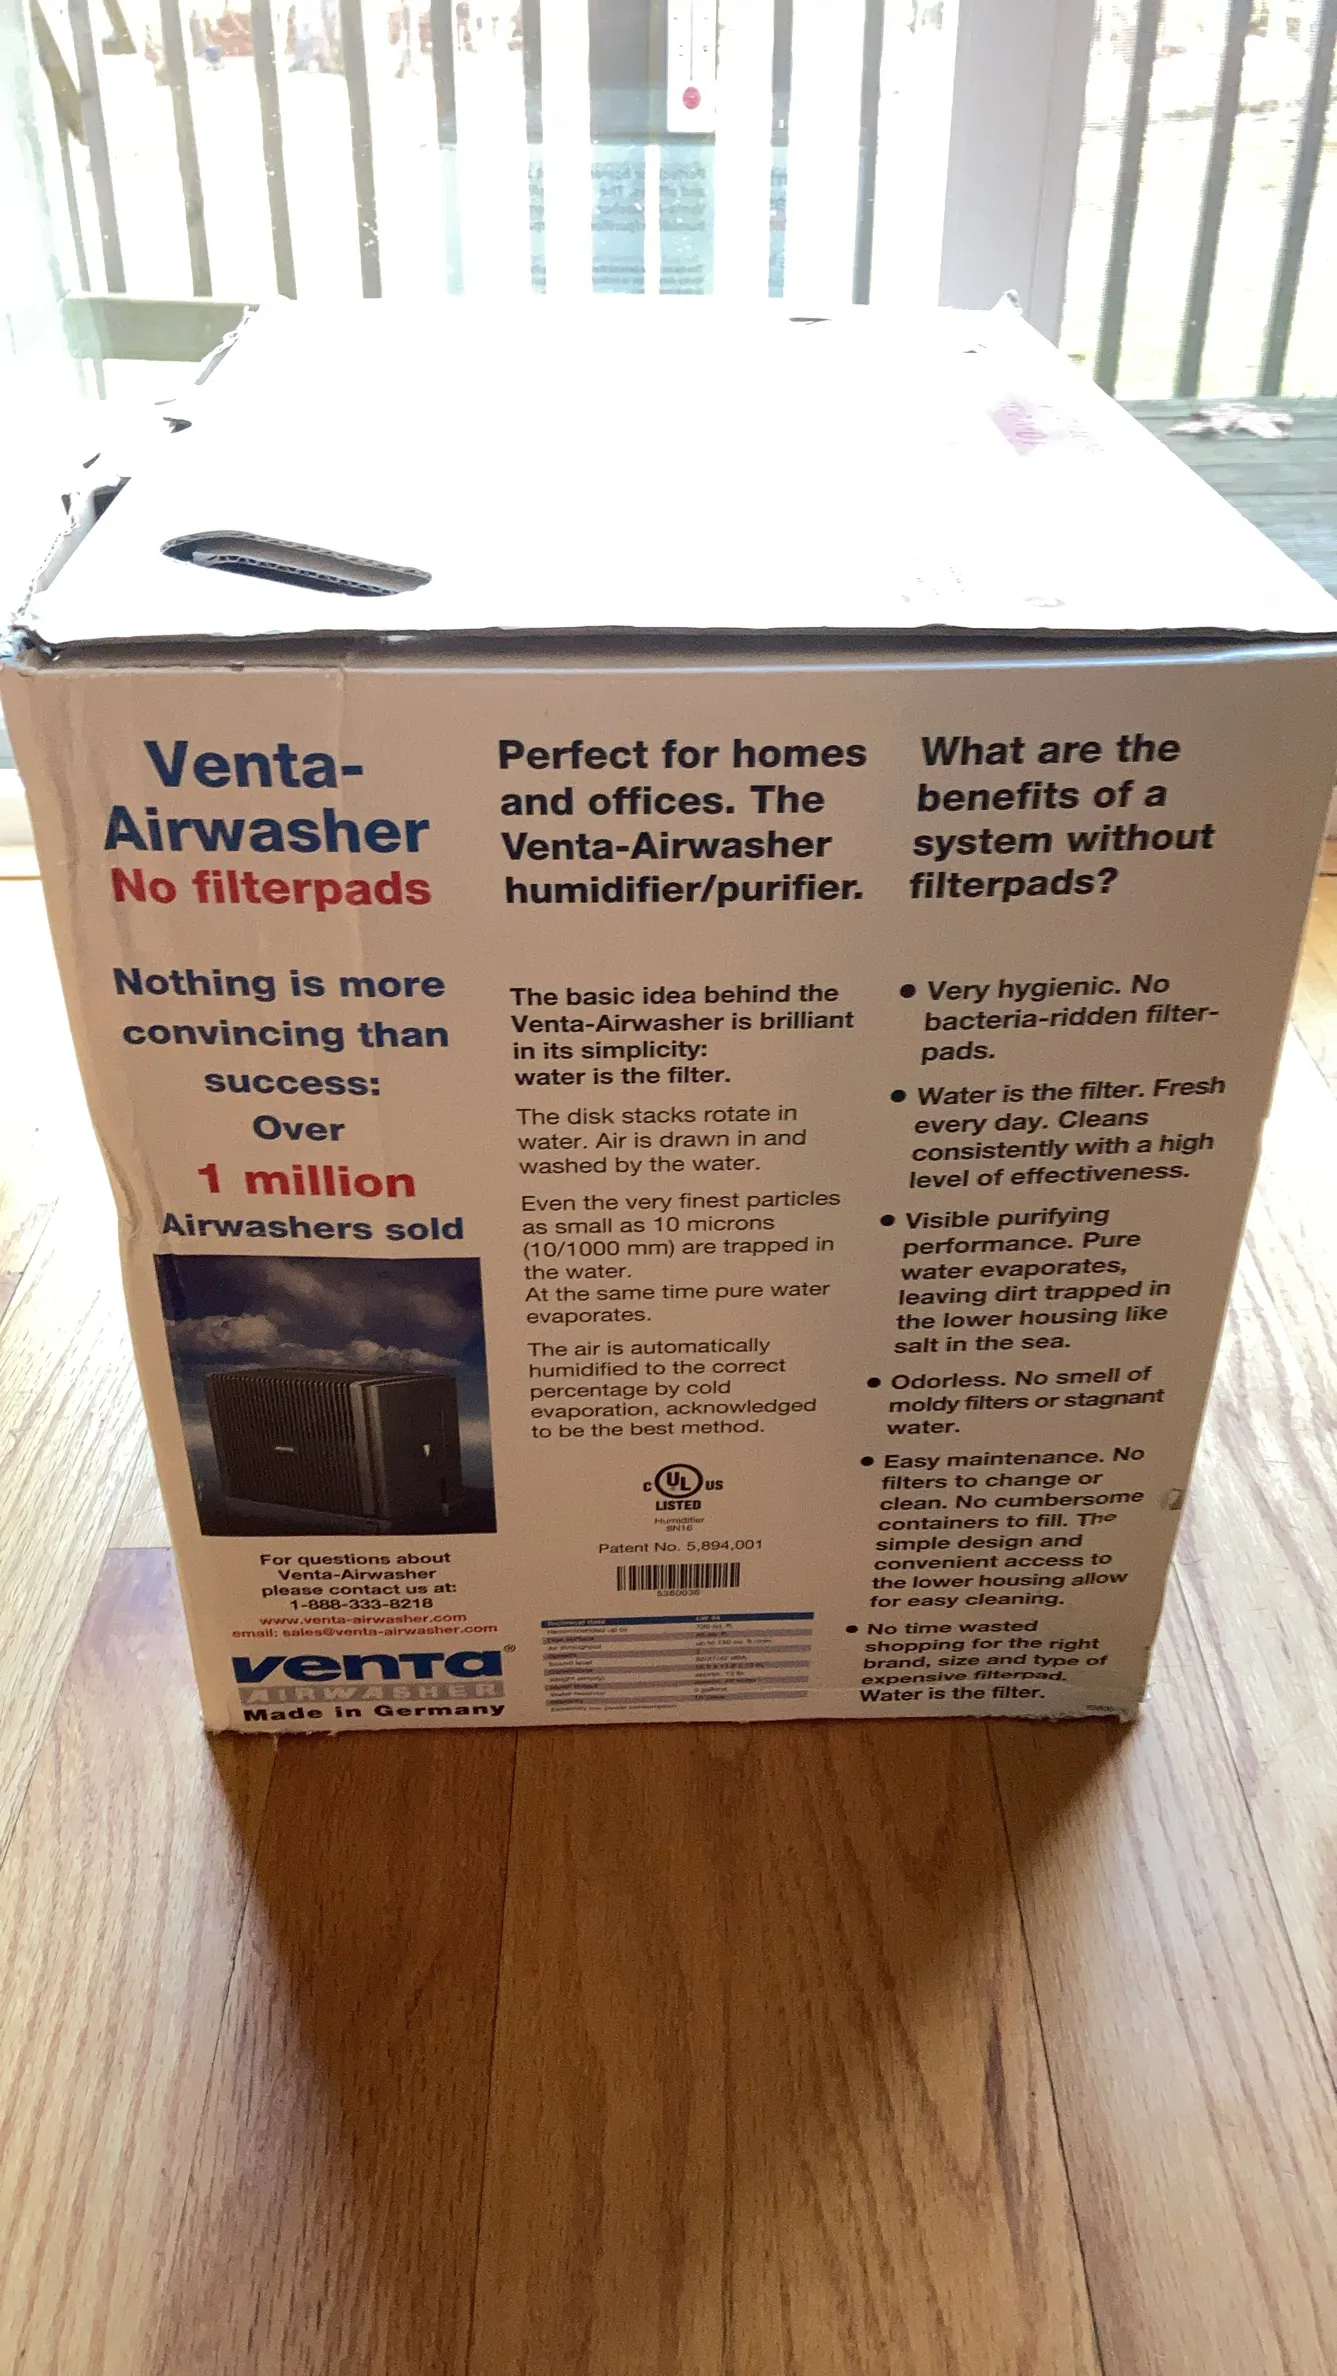 Venta-
Airwasher
No filterpads
Nothing is more
convincing than
success:
Over
1 million
Airwashers sold
For questions about
Venta-Airwasher
please contact us at:
1-888-333-8218
www.venta-airwasher.com
email: sales@venta-airwasher.com
venta®
AIRWASHER
Made in Germany
Perfect for homes
and offices. The
Venta-Airwasher
humidifier/purifier.
The basic idea behind the
Venta-Airwasher is brilliant
in its simplicity:
water is the filter.
The disk stacks rotate in
water. Air is drawn in and
washed by the water.
Even the very finest particles
as small as 10 microns
(10/1000 mm) are trapped in
the water.
At the same time pure water
evaporates.
The air is automatically
humidified to the correct
percentage by cold
evaporation, acknowledged
to be the best method.
C UL US
LISTED
Humidifier
8N16
Patent No. 5,894,001
Technical data
What are the
benefits of a
system without
filterpads?
● Very hygienic. No
bacteria-ridden filter-
pads.
● Water is the filter. Fresh
every day. Cleans
consistently with a high
level of effectiveness.
● Visible purifying
performance. Pure
water evaporates,
leaving dirt trapped in
the lower housing like
salt in the sea.
● Odorless. No smell of
moldy filters or stagnant
water.
● Easy maintenance. No
filters to change or
clean. No cumbersome
containers to fill. The
simple design and
convenient access to
the lower housing allow
for easy cleaning.
● No time wasted
shopping for the right
brand, size and type of
expensive filterpad.
Water is the filter.